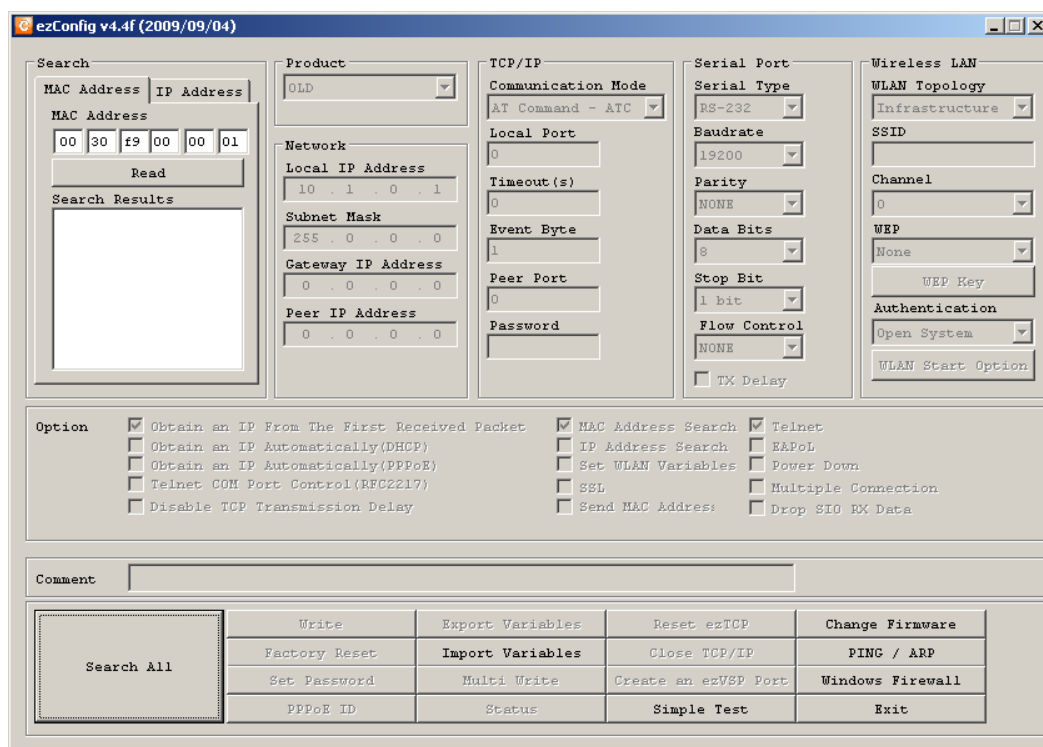 ezConfig v4.4f (2009/09/04)
Search
MAC Address
IP Address
MAC Address
00 30 f9 00 00 01
Read
Search Results
Product
OLD
Network
Local IP Address
10 . 1 . 0 . 1
Subnet Mask
255 . 0 . 0 . 0
Gateway IP Address
0 . 0 . 0 . 0
Peer IP Address
0 . 0 . 0 . 0
TCP/IP
Communication Mode
AT Command - ATC
Local Port
0
Timeout(s)
0
Event Byte
1
Peer Port
0
Password
Serial Port
Serial Type
RS-232
Baudrate
19200
Parity
NONE
Data Bits
8
Stop Bit
1 bit
Flow Control
NONE
TX Delay
Wireless LAN
WLAN Topology
Infrastructure
SSID
Channel
0
WEP
None
WEP Key
Authentication
Open System
WLAN Start Option
Option
Obtain an IP From The First Received Packet
Obtain an IP Automatically(DHCP)
Obtain an IP Automatically(PPPoE)
Telnet COM Port Control(RFC2217)
Disable TCP Transmission Delay
MAC Address Search
IP Address Search
Set WLAN Variables
SSL
Send MAC Addres
Telnet
EAPoL
Power Down
Multiple Connection
Drop SIO RX Data
Comment
Search All
Write
Export Variables
Reset ezTCP
Change Firmware
Factory Reset
Import Variables
Close TCP/IP
PING / ARP
Set Password
Multi Write
Create an ezVSP Port
Windows Firewall
PPPoE ID
Status
Simple Test
Exit